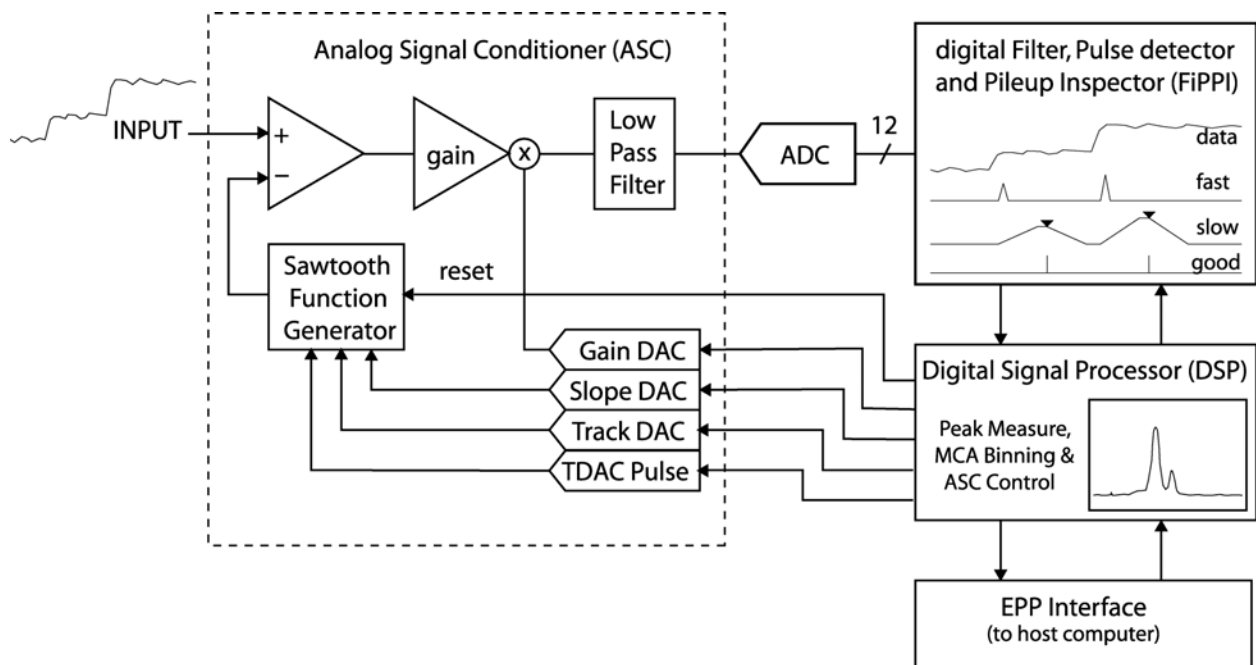 Analog Signal Conditioner (ASC)
INPUT
+
−
gain
x
Low
Pass
Filter
ADC
12
digital Filter, Pulse detector
and Pileup Inspector (FiPPI)
data
fast
slow
good
Sawtooth
Function
Generator
reset
Gain DAC
Slope DAC
Track DAC
TDAC Pulse
Digital Signal Processor (DSP)
Peak Measure,
MCA Binning &
ASC Control
EPP Interface
(to host computer)